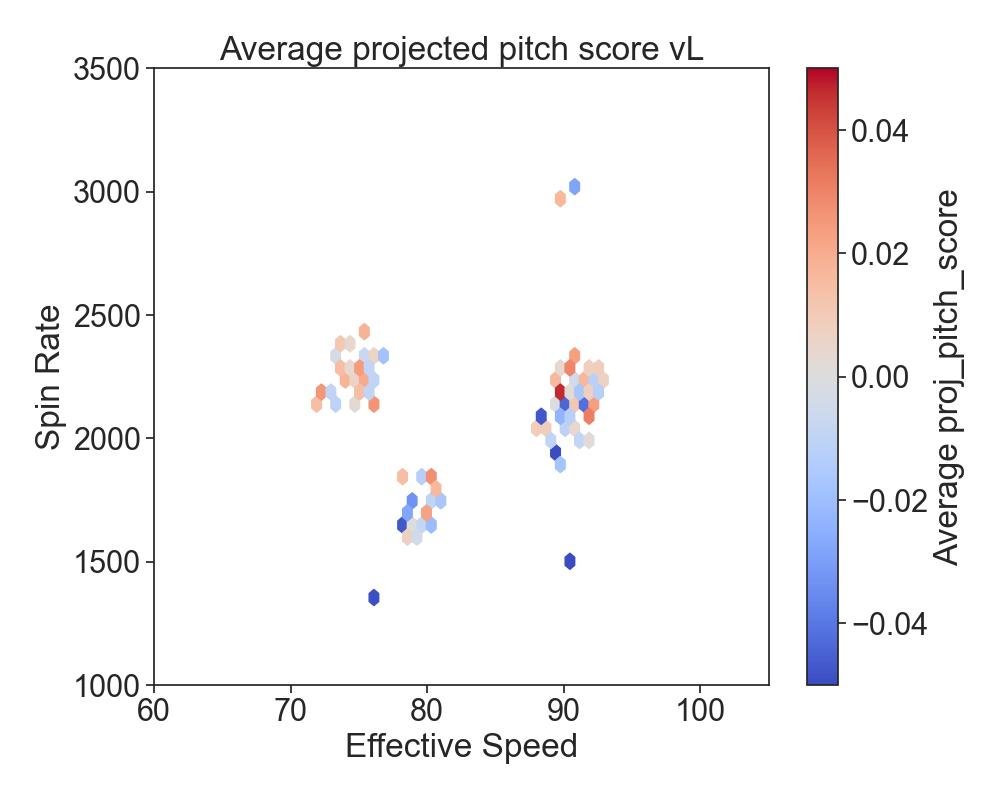 Average projected pitch score vL
3500
3000
2500
2000
1500
1000
Spin Rate
60 70 80 90 100
Effective Speed
0.04
0.02
0.00
−0.02
−0.04
Average proj_pitch_score